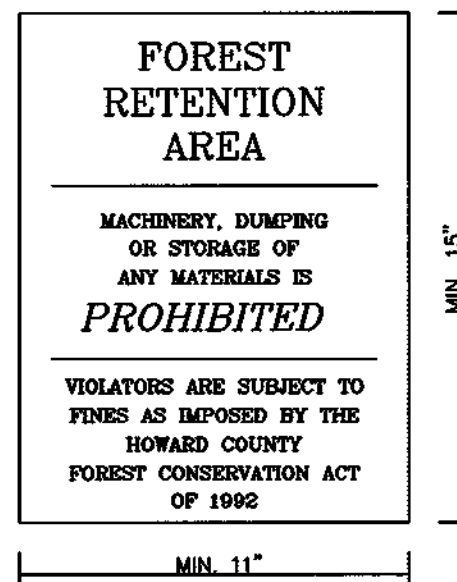 FOREST
RETENTION
AREA
MACHINERY, DUMPING
OR STORAGE OF
ANY MATERIALS IS
PROHIBITED
VIOLATORS ARE SUBJECT TO
FINES AS IMPOSED BY THE
HOWARD COUNTY
FOREST CONSERVATION ACT
OF 1992
MIN. 15"
MIN. 11"